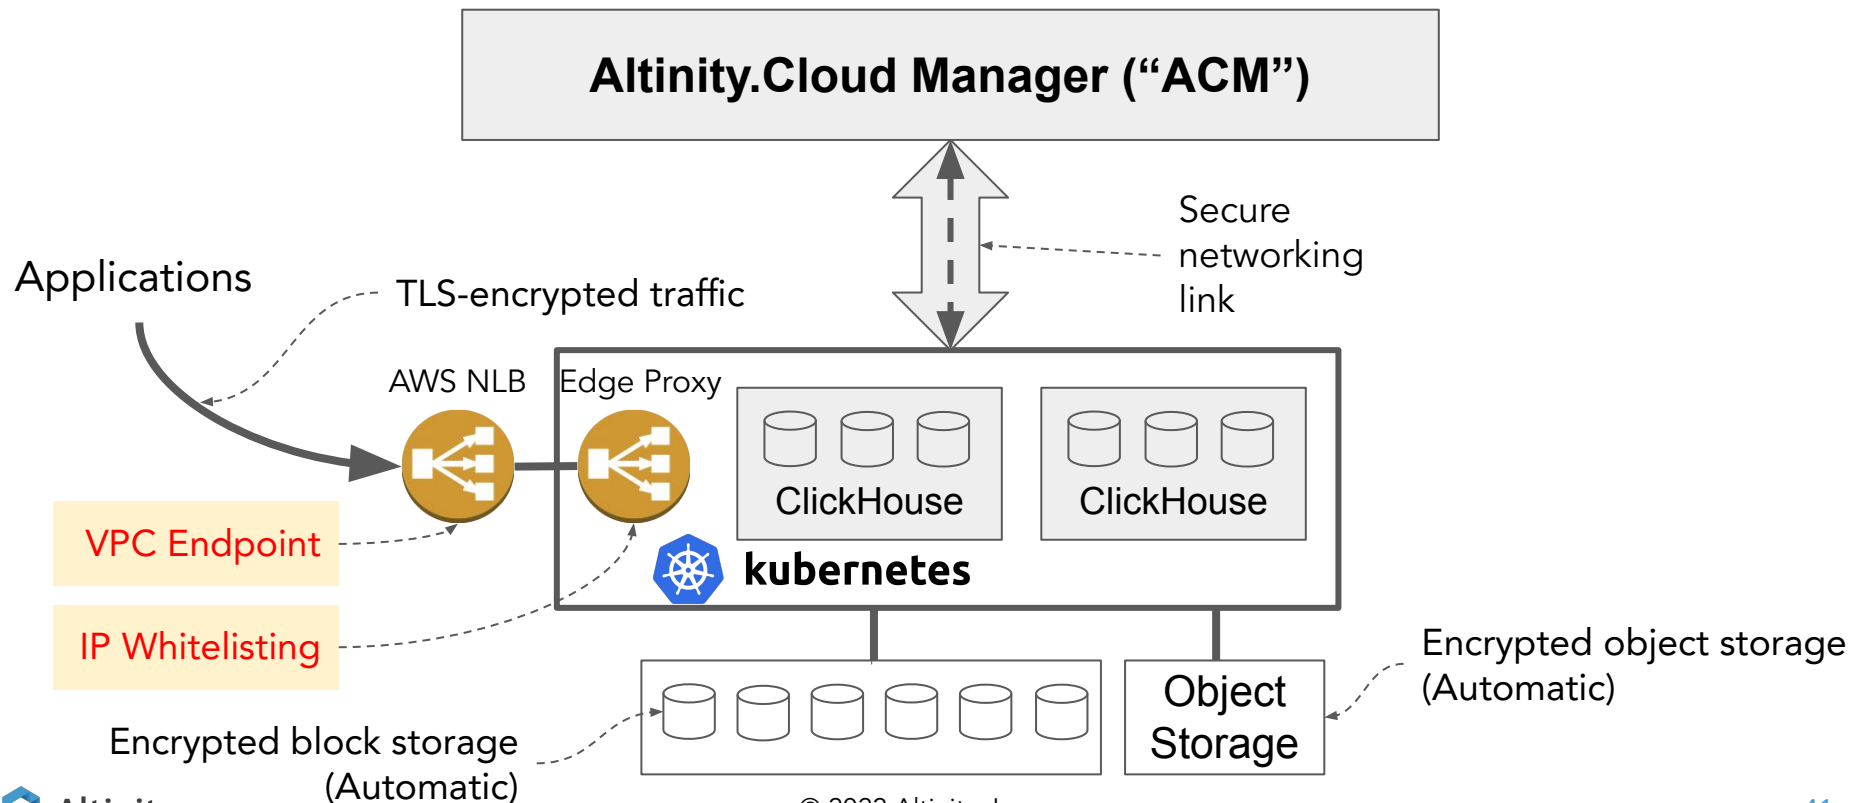 Altinity.Cloud Manager (“ACM”)
Secure
networking
link
Applications
TLS-encrypted traffic
AWS NLB
Edge Proxy
ClickHouse
ClickHouse
VPC Endpoint
kubernetes
IP Whitelisting
Encrypted object storage
(Automatic)
Object
Storage
Encrypted block storage
(Automatic)